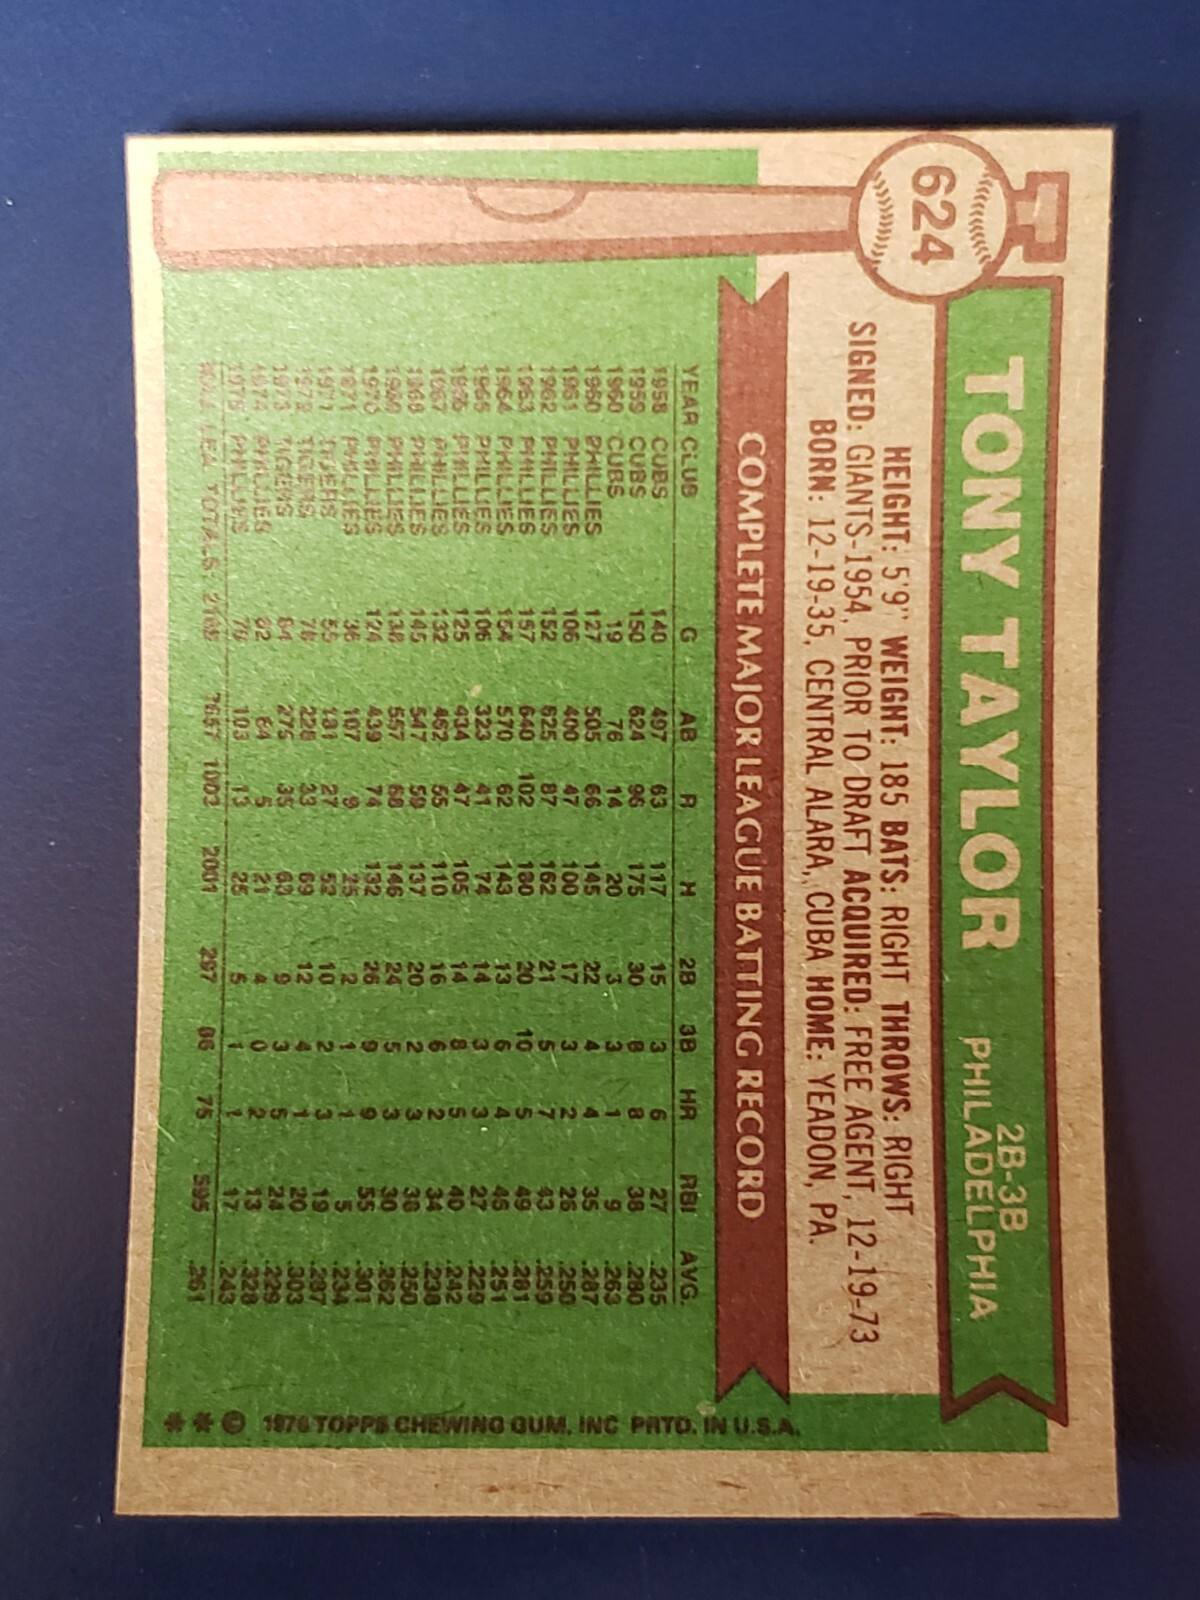 624
TONY TAYLOR
2B-3B
PHILADELPHIA
HEIGHT: 5'9" WEIGHT: 185 BATS: RIGHT THROWS: RIGHT
SIGNED: GIANTS-1954, PRIOR TO DRAFT ACQUIRED: FREE AGENT, 12-19-73
BORN: 12-19-35, CENTRAL ALARA, CUBA HOME: YEADON, PA.
COMPLETE MAJOR LEAGUE BATTING RECORD
YEAR CLUB G AB R H 2B 3B HR RBI AVG.
1958 CUBS 140 497 63 117 15 3 6 27 .235
1959 CUBS 150 624 96 175 30 8 8 38 .280
1960 CUBS 19 76 14 20 3 3 1 9 .263
1960 PHILLIES 127 505 66 145 22 4 4 35 .287
1961 PHILLIES 106 400 47 100 17 3 2 26 .250
1962 PHILLIES 152 625 87 162 21 5 7 43 .259
1963 PHILLIES 157 640 102 180 20 10 5 49 .281
1964 PHILLIES 154 570 62 143 13 6 4 46 .251
1965 PHILLIES 106 323 41 74 14 3 3 27 .229
1966 PHILLIES 125 434 47 105 14 8 5 40 .242
1967 PHILLIES 132 462 55 110 16 6 2 34 .238
1968 PHILLIES 145 547 59 137 20 2 3 38 .250
1969 PHILLIES 138 557 68 146 24 5 3 30 .262
1970 PHILLIES 124 439 74 132 26 9 9 55 .301
1971 PHILLIES 36 107 9 25 2 1 1 5 .234
1971 TIGERS 55 181 27 52 10 2 3 19 .287
1972 TIGERS 78 228 33 69 12 4 1 20 .303
1973 TIGERS 84 275 35 63 9 3 5 24 .229
1974 PHILLIES 62 64 5 21 4 0 2 13 .328
1975 PHILLIES 79 103 13 25 5 1 1 17 .243
MAJ. LEA. TOTALS: 7657 1003 2001 297 86 75 595 .261
** © 1976 TOPPS CHEWING GUM, INC PRTD. IN U.S.A.